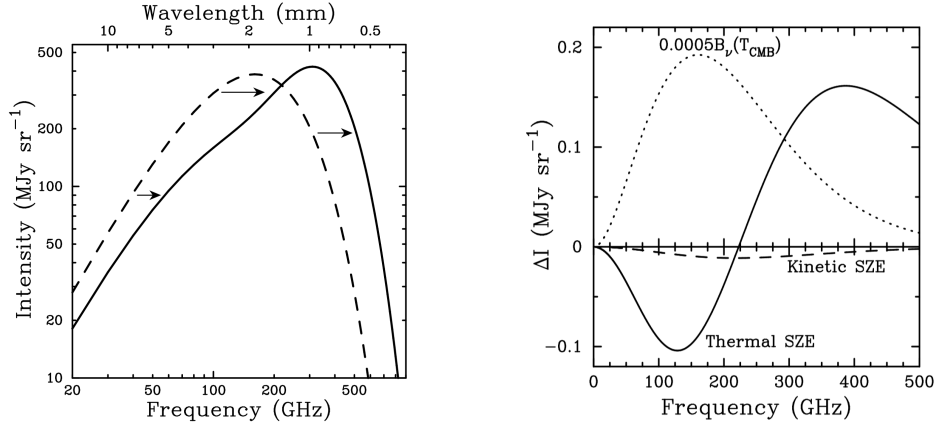 Wavelength (mm)
10 5 2 1 0.5
500
200
100
50
20
10
Intensity (MJy sr⁻¹)
20 50 100 200 500
Frequency (GHz)
0.2
0.1
0
−0.1
ΔI (MJy sr⁻¹)
0.0005Bν(TCMB)
Kinetic SZE
Thermal SZE
0 100 200 300 400 500
Frequency (GHz)